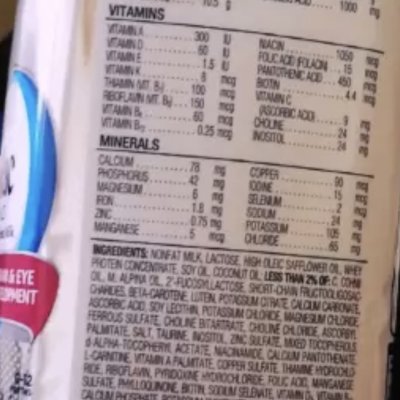 10.5 g
1000 mg
VITAMINS
VITAMIN A 300 IU
VITAMIN D 60 IU
VITAMIN E 1.5 IU
VITAMIN K 8 mcg
THIAMIN (VIT. B₁) 100 mcg
RIBOFLAVIN (VIT. B₂) 150 mcg
VITAMIN B₆ 60 mcg
VITAMIN B₁₂ 0.25 mcg
NIACIN 1050 mcg
FOLIC ACID (FOLACIN) 15 mcg
PANTOTHENIC ACID 450 mcg
BIOTIN 4.4 mcg
VITAMIN C
(ASCORBIC ACID) 9 mg
CHOLINE 24 mg
INOSITOL 24 mg
MINERALS
CALCIUM 78 mg
PHOSPHORUS 42 mg
MAGNESIUM 6 mg
IRON 1.8 mg
ZINC 0.75 mg
MANGANESE 5 mcg
COPPER 90 mcg
IODINE 15 mcg
SELENIUM 2 mcg
SODIUM 24 mg
POTASSIUM 105 mg
CHLORIDE 65 mg
INGREDIENTS: NONFAT MILK, LACTOSE, HIGH OLEIC SAFFLOWER OIL, WHEY
PROTEIN CONCENTRATE, SOY OIL, COCONUT OIL. LESS THAN 2% OF: C. COHNII
OIL, M. ALPINA OIL, 2'-FUCOSYLLACTOSE, SHORT-CHAIN FRUCTOOLIGOSAC-
CHARIDES, BETA-CAROTENE, LUTEIN, POTASSIUM CITRATE, CALCIUM CARBONATE,
ASCORBIC ACID, SOY LECITHIN, POTASSIUM CHLORIDE, MAGNESIUM CHLORIDE,
FERROUS SULFATE, CHOLINE BITARTRATE, CHOLINE CHLORIDE, ASCORBYL
PALMITATE, SALT, TAURINE, INOSITOL, ZINC SULFATE, MIXED TOCOPHEROLS,
d-ALPHA-TOCOPHERYL ACETATE, NIACINAMIDE, CALCIUM PANTOTHENATE,
L-CARNITINE, VITAMIN A PALMITATE, COPPER SULFATE, THIAMINE HYDROCHLO-
RIDE, RIBOFLAVIN, PYRIDOXINE HYDROCHLORIDE, FOLIC ACID, MANGANESE
SULFATE, PHYLLOQUINONE, BIOTIN, SODIUM SELENATE, VITAMIN D₃,
CALCIUM PHOSPHATE, POTASSIUM
& EYE